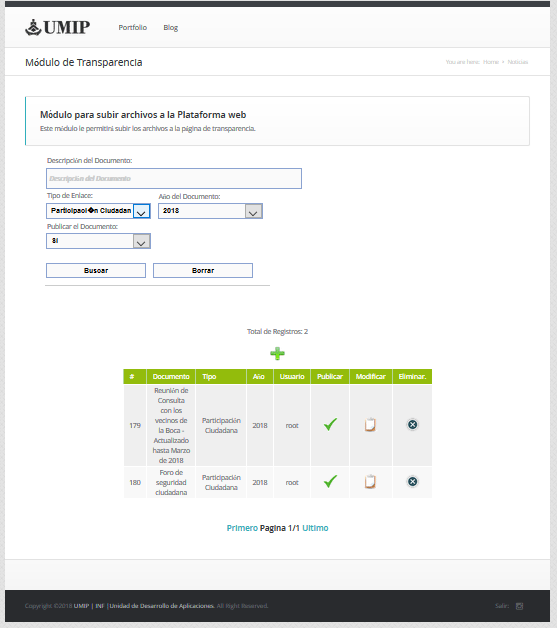 UMIP
Portfolio Blog
Módulo de Transparencia
You are here: Home • Noticias
Módulo para subir archivos a la Plataforma web
Este módulo le permitirá subir los archivos a la página de transparencia.
Descripción del Documento:
Descripción del Documento
Tipo de Enlace: Año del Documento:
Participaci�n Ciudadan 2018
Publicar el Documento:
Si
Buscar Borrar
Total de Registros: 2
# Documento Tipo Año Usuario Publicar Modificar Eliminar.
179 Reunión de Consulta con los vecinos de la Boca - Actualizado hasta Marzo de 2018 Participación Ciudadana 2018 root
180 Foro de seguridad ciudadana Participación Ciudadana 2018 root
Primero Pagina 1/1 Ultimo
Copyright ©2018 UMIP | INF |Unidad de Desarrollo de Aplicaciones. All Right Reserved.
Salir: